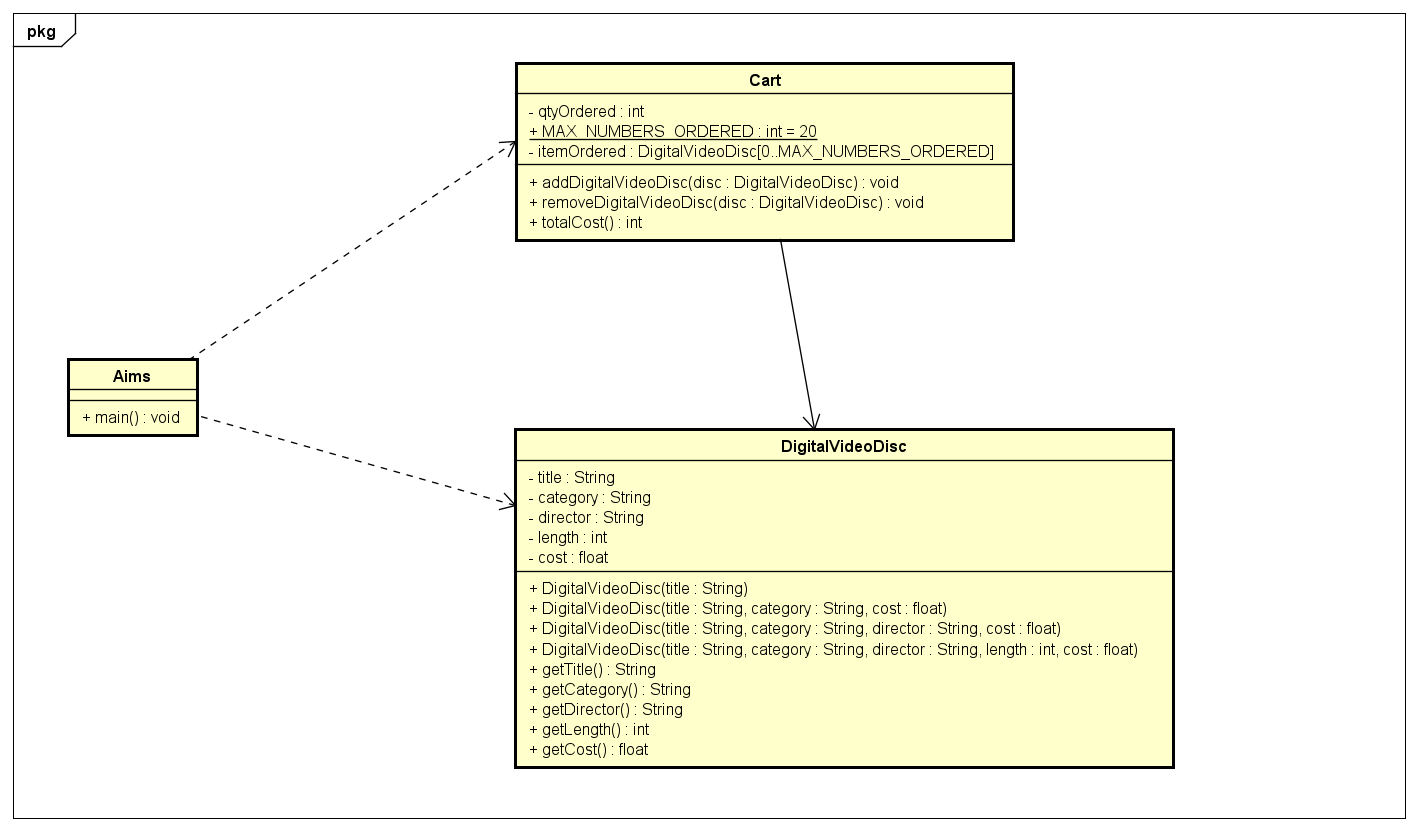 pkg
Cart
- qtyOrdered : int
+ MAX_NUMBERS_ORDERED : int = 20
- itemOrdered : DigitalVideoDisc[0..MAX_NUMBERS_ORDERED]
+ addDigitalVideoDisc(disc : DigitalVideoDisc) : void
+ removeDigitalVideoDisc(disc : DigitalVideoDisc) : void
+ totalCost() : int
Aims
+ main() : void
DigitalVideoDisc
- title : String
- category : String
- director : String
- length : int
- cost : float
+ DigitalVideoDisc(title : String)
+ DigitalVideoDisc(title : String, category : String, cost : float)
+ DigitalVideoDisc(title : String, category : String, director : String, cost : float)
+ DigitalVideoDisc(title : String, category : String, director : String, length : int, cost : float)
+ getTitle() : String
+ getCategory() : String
+ getDirector() : String
+ getLength() : int
+ getCost() : float